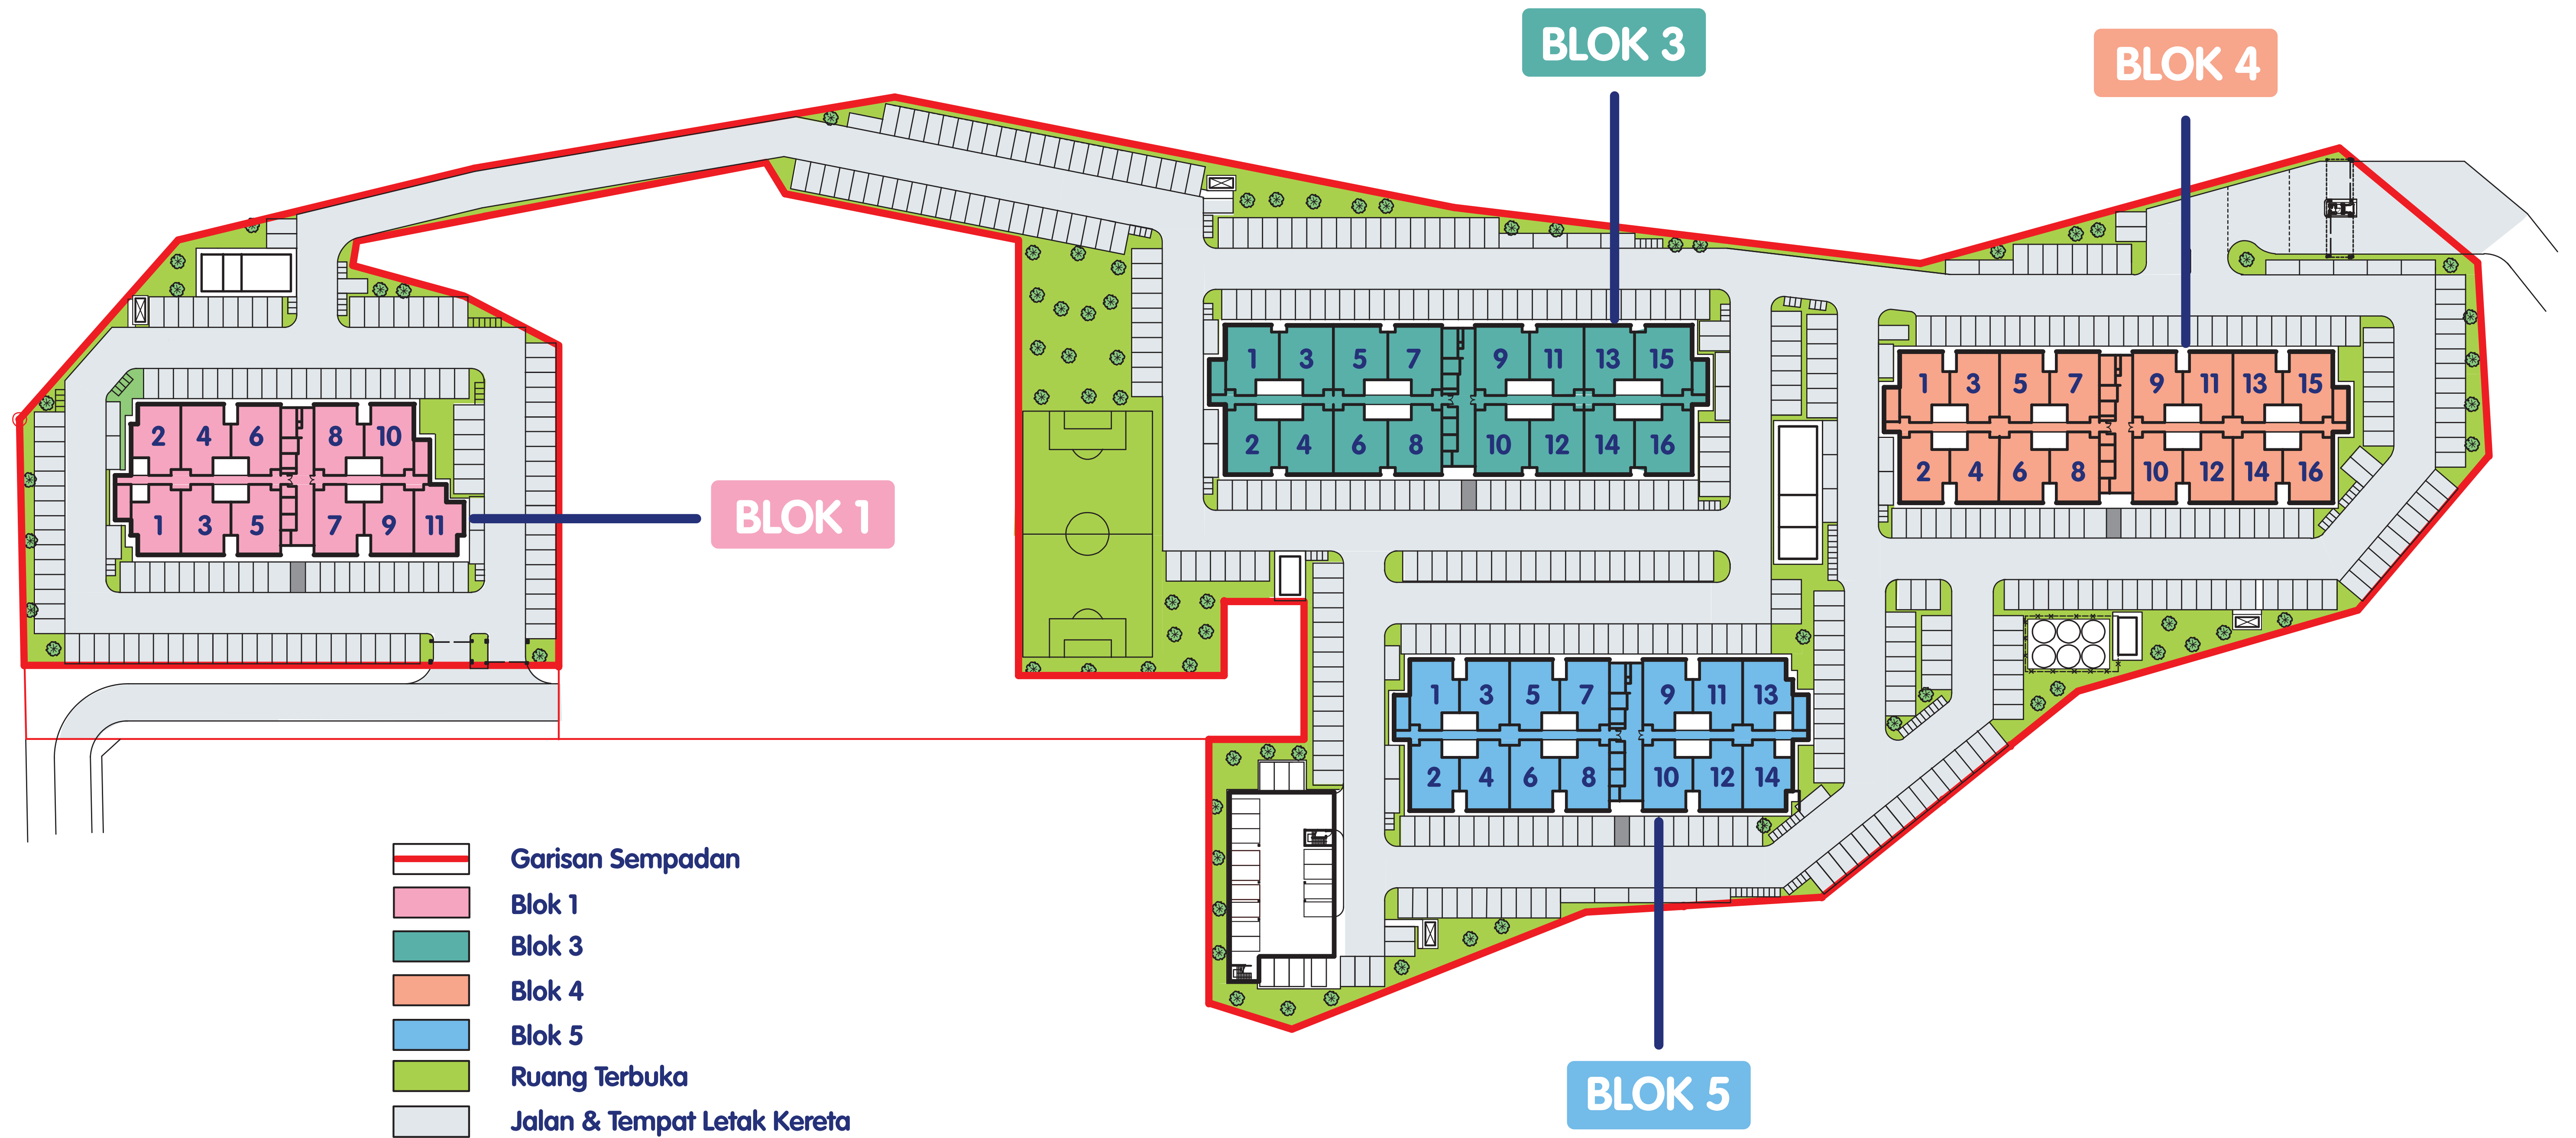 BLOK 3
BLOK 4
1 3 5 7 9 11 13 15
2 4 6 8 10 12 14 16
1 3 5 7 9 11 13 15
2 4 6 8 10 12 14 16
2 4 6 8 10
1 3 5 7 9 11
BLOK 1
1 3 5 7 9 11 13
2 4 6 8 10 12 14
BLOK 5
Garisan Sempadan
Blok 1
Blok 3
Blok 4
Blok 5
Ruang Terbuka
Jalan & Tempat Letak Kereta